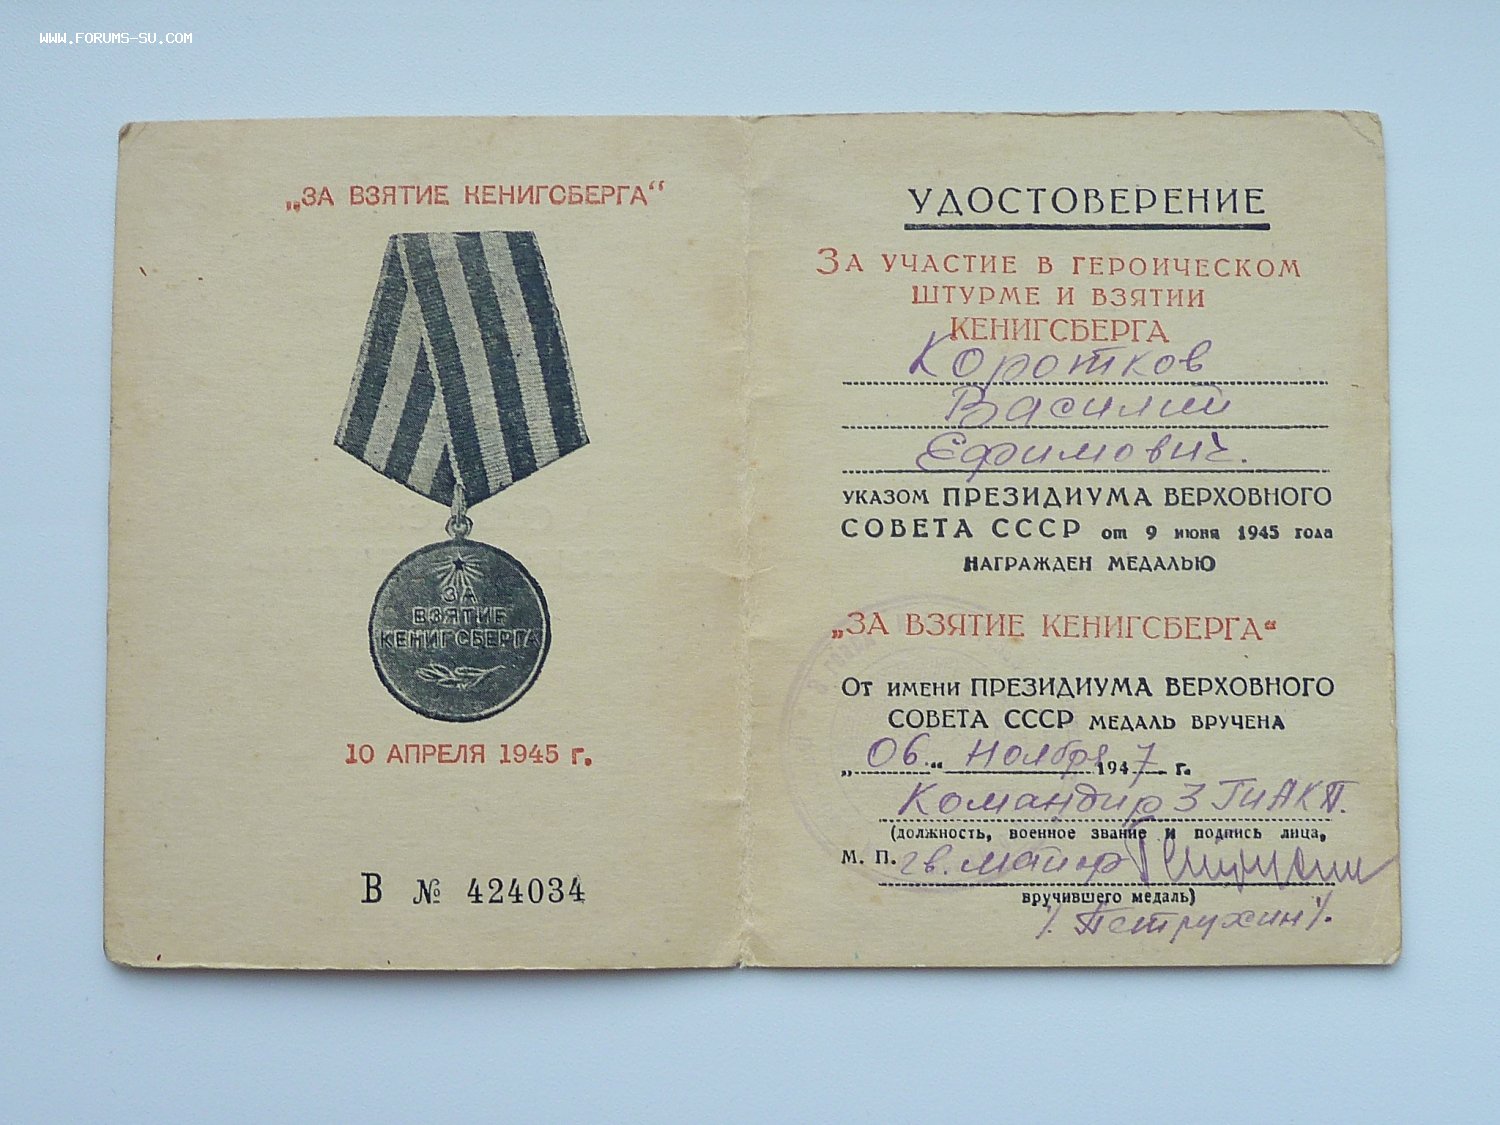 WWW.FORUMS-SU.COM
„ЗА ВЗЯТИЕ КЕНИГСБЕРГА“
ЗА
ВЗЯТИЕ
КЕНИГСБЕРГА
10 АПРЕЛЯ 1945 г.
В № 424034
УДОСТОВЕРЕНИЕ
ЗА УЧАСТИЕ В ГЕРОИЧЕСКОМ
ШТУРМЕ И ВЗЯТИИ
КЕНИГСБЕРГА
Коротков
Василий
Ефимович.
УКАЗОМ ПРЕЗИДИУМА ВЕРХОВНОГО
СОВЕТА СССР от 9 июня 1945 года
НАГРАЖДЕН МЕДАЛЬЮ
„ЗА ВЗЯТИЕ КЕНИГСБЕРГА“
ОТ ИМЕНИ ПРЕЗИДИУМА ВЕРХОВНОГО
СОВЕТА СССР МЕДАЛЬ ВРУЧЕНА
„06.“ Ноября 1947 г.
Командир 3 ГИАКП.
(должность, военное звание и подпись лица,
М. П. гв. майор
вручившего медаль)
/. Петрухин /.